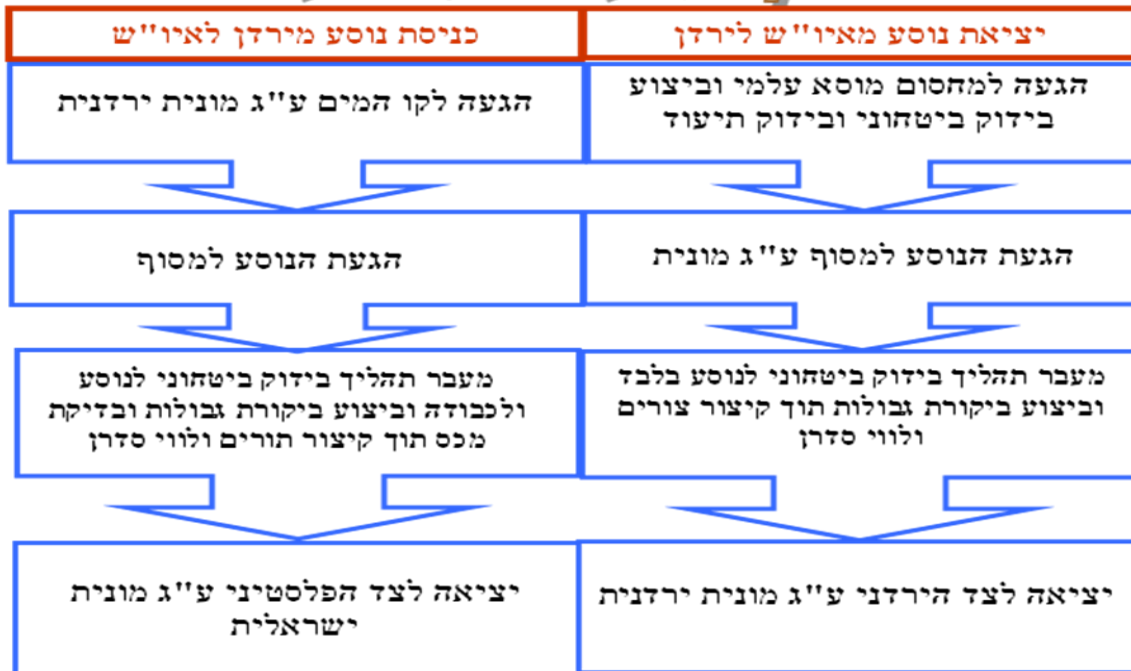 יציאת נוסע מאיו"ש לירדן
הגעה למחסום מוסא עלמי וביצוע
בידוק ביטחוני ובידוק תיעוד
הגעת הנוסע למסוף ע"ג מונית
מעבר תהליך בידוק ביטחוני לנוסע בלבד
וביצוע ביקורת גבולות תוך קיצור צורים
ולווי סדרן
יציאה לצד הירדני ע"ג מונית ירדנית
כניסת נוסע מירדן לאיו"ש
הגעה לקו המים ע"ג מונית ירדנית
הגעת הנוסע למסוף
מעבר תהליך בידוק ביטחוני לנוסע
ולכבודה וביצוע ביקורת גבולות ובדיקת
מכס תוך קיצור תורים ולווי סדרן
יציאה לצד הפלסטיני ע"ג מונית
ישראלית